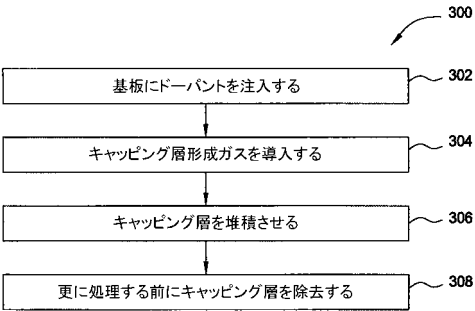 300
基板にドーパントを注入する 302
キャッピング層形成ガスを導入する 304
キャッピング層を堆積させる 306
更に処理する前にキャッピング層を除去する 308